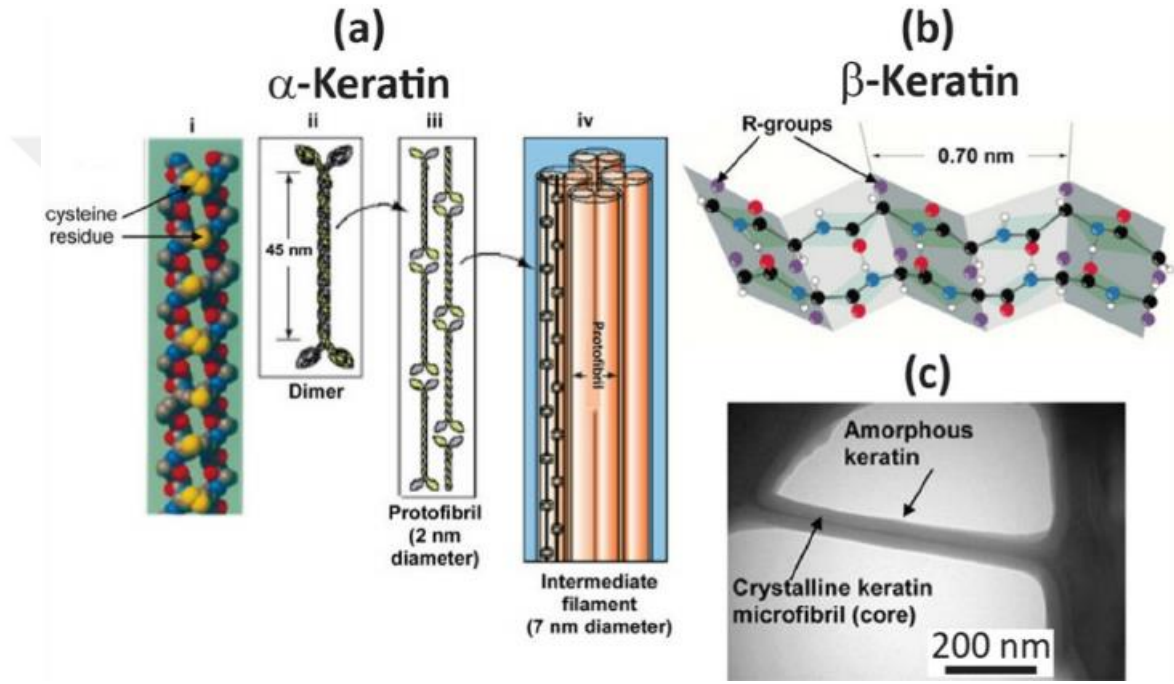 (a)
α-Keratin
i
ii
iii
iv
cysteine
residue
45 nm
Dimer
Protofibril
(2 nm
diameter)
Protofibril
Intermediate
filament
(7 nm diameter)
(b)
β-Keratin
R-groups
0.70 nm
(c)
Amorphous
keratin
Crystalline keratin
microfibril (core)
200 nm